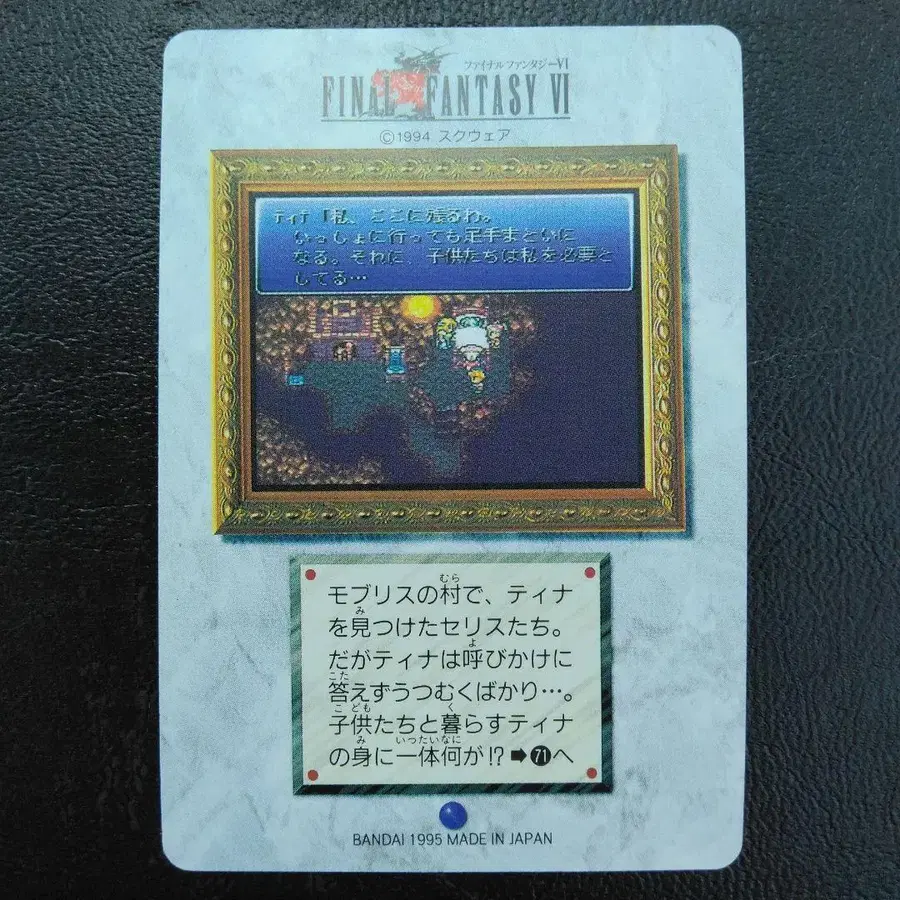 ファイナルファンタジーVI
FINAL FANTASY VI
©1994 スクウェア
ティナ「私、ここに残るわ。
いっしょに行っても足手まといに
なる。それに、子供たちは私を必要と
してる…
モブリスの村で、ティナ
を見つけたセリスたち。
だがティナは呼びかけに
答えずうつむくばかり…。
子供たちと暮らすティナ
の身に一体何が!? ➡71へ
BANDAI 1995 MADE IN JAPAN